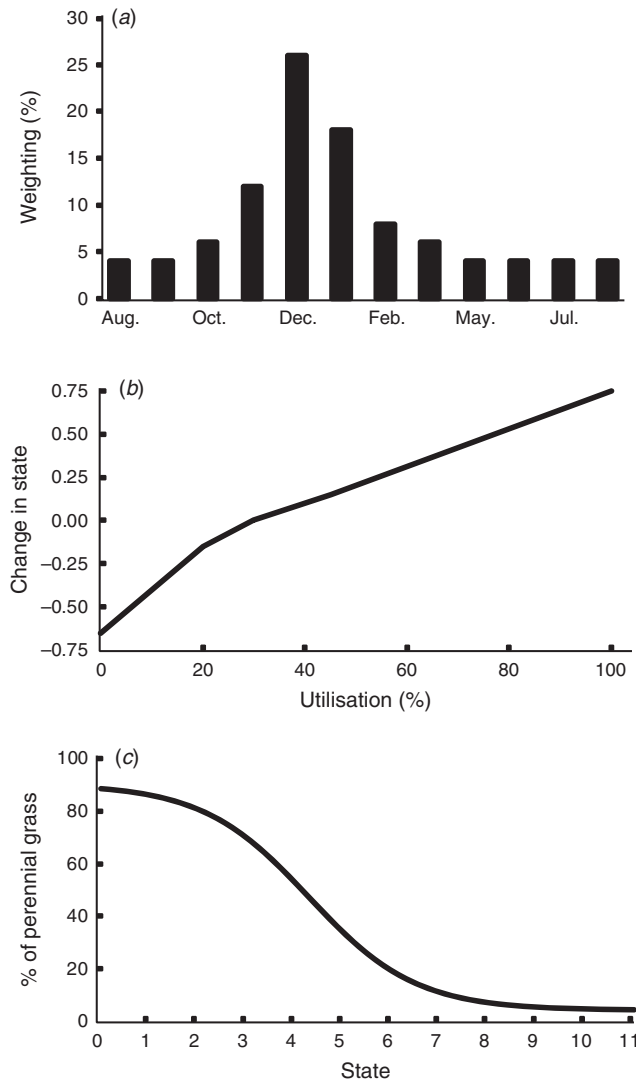 (a)
30
25
20
15
10
5
0
Weighting (%)
Aug. Oct. Dec. Feb. May. Jul.
(b)
0.75
0.50
0.25
0.00
–0.25
–0.50
–0.75
Change in state
0 20 40 60 80 100
Utilisation (%)
(c)
100
80
60
40
20
0
% of perennial grass
0 1 2 3 4 5 6 7 8 9 10 11
State